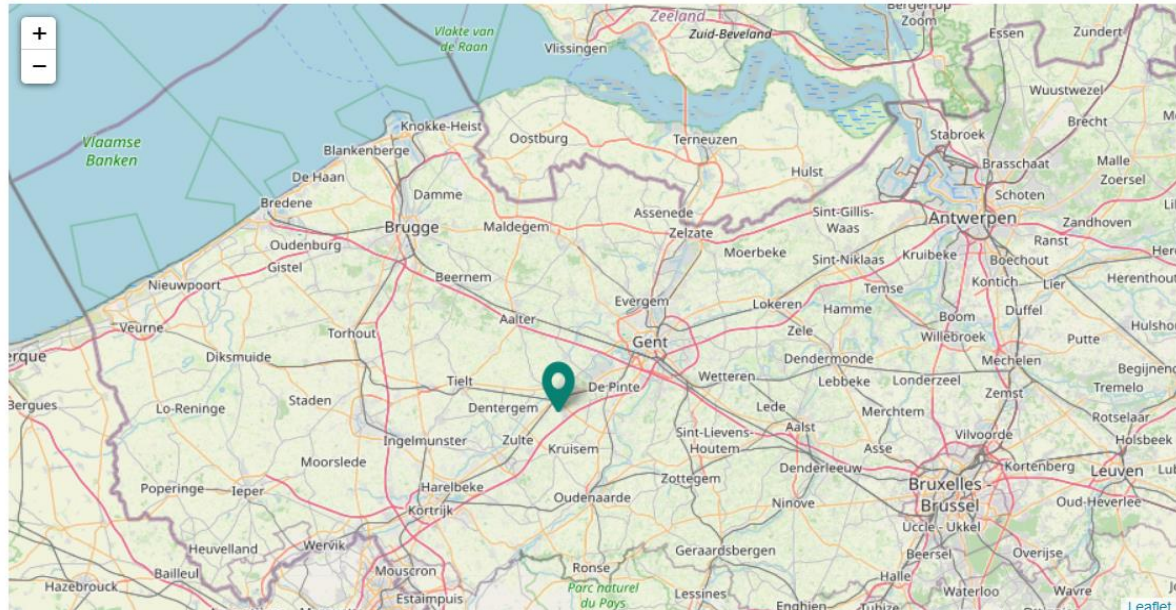 +
−
Zeeland
Bergen op
Zoom
Essen
Zundert
Vlakte van
de Raan
Vlissingen
Zuid-Beveland
Wuustwezel
Knokke-Heist
Oostburg
Terneuzen
Stabroek
Brecht
Vlaamse
Banken
Blankenberge
Hulst
Brasschaat
Malle
De Haan
Damme
Zoersel
Schoten
Bredene
Assenede
Sint-Gillis-
Waas
Antwerpen
Brugge
Maldegem
Zelzate
Zandhoven
Oudenburg
Moerbeke
Kruibeke
Ranst
Gistel
Beernem
Sint-Niklaas
Boechout
Nieuwpoort
Temse
Kontich
Lier
Herenthout
Evergem
Lokeren
Hamme
Duffel
Veurne
Torhout
Aalter
Zele
Boom
Willebroek
Putte
Hulsho
erque
Diksmuide
Gent
Dendermonde
Mechelen
Begijnend
Tielt
De Pinte
Wetteren
Lebbeke
Londerzeel
Zemst
Tremelo
Bergues
Lo-Reninge
Staden
Dentergem
Lede
Merchtem
Rotselaar
Ingelmunster
Zulte
Kruisem
Sint-Lievens-
Houtem
Aalst
Asse
Vilvoorde
Holsbeek
Moorslede
Denderleeuw
Kortenberg
Leuven
Poperinge
Ieper
Harelbeke
Zottegem
Bruxelles -
Brussel
Oudenaarde
Ninove
Oud-Heverlee
Kortrijk
Uccle - Ukkel
Heuvelland
Wervik
Geraardsbergen
Beersel
Overijse
Bailleul
Mouscron
Ronse
Halle
Hazebrouck
Estaimpuis
Parc naturel
du Pays
Lessines
Waterloo
Wavre
Enghien
Tubize
Leaflet